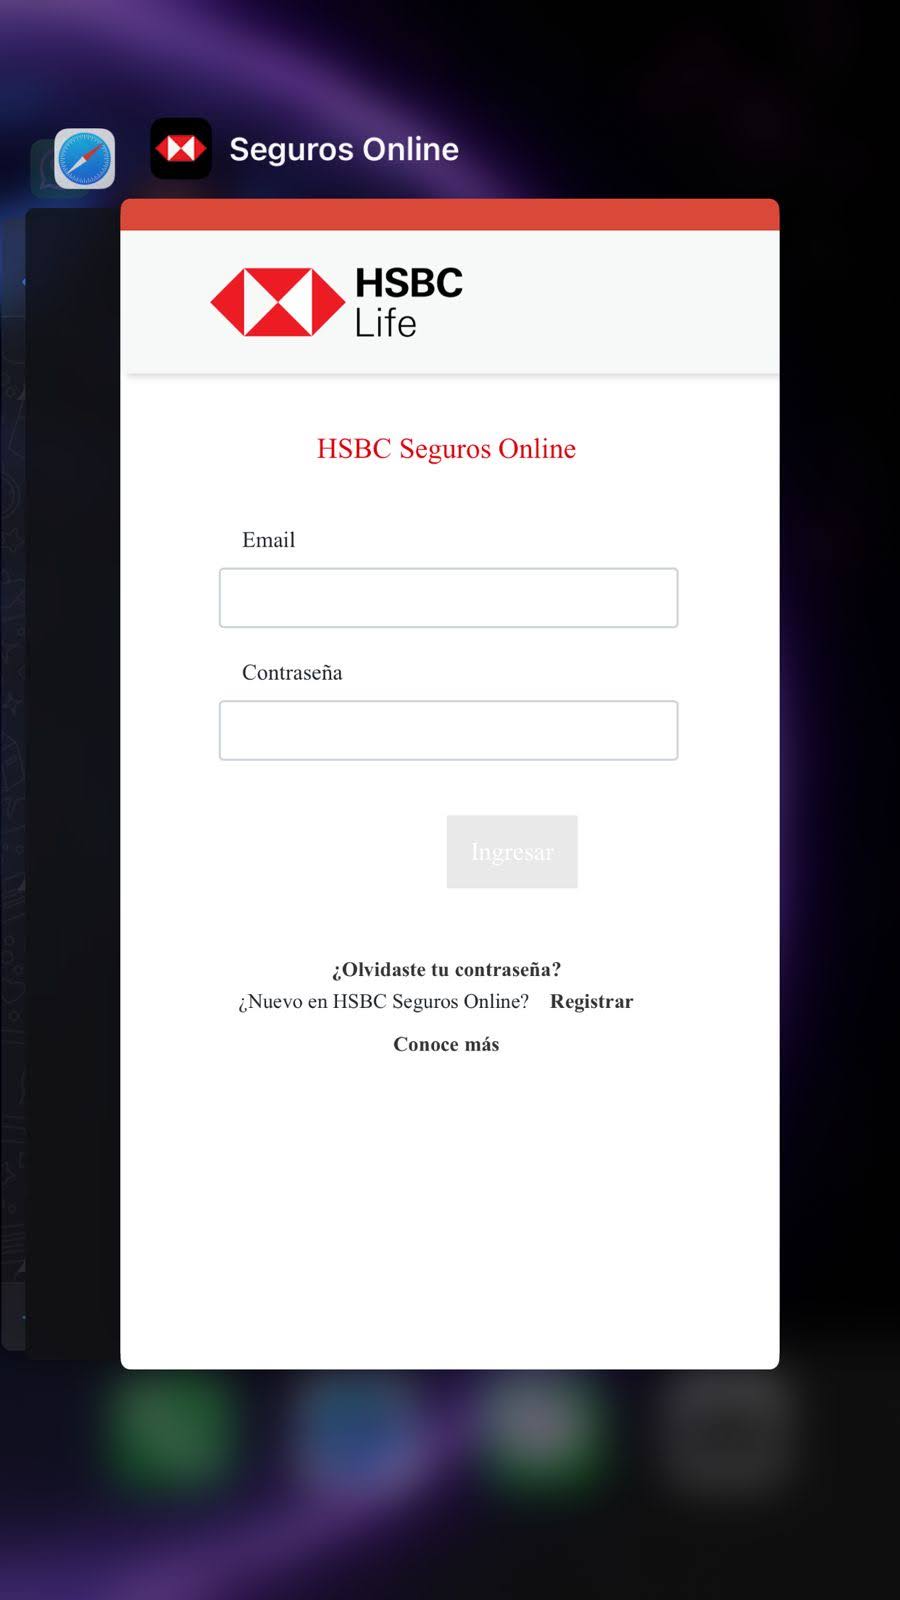 Seguros Online
HSBC
Life
HSBC Seguros Online
Email
Contraseña
Ingresar
¿Olvidaste tu contraseña?
¿Nuevo en HSBC Seguros Online? Registrar
Conoce más